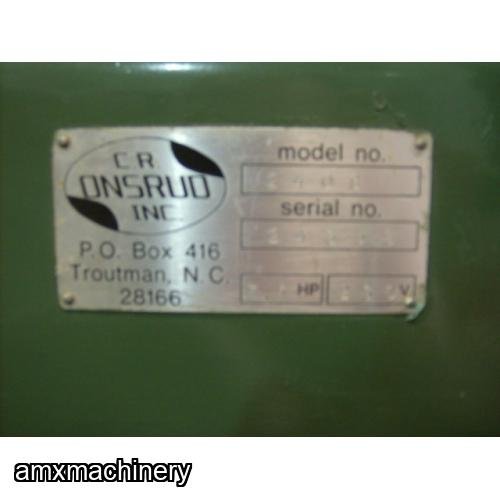 C.R.
ONSRUD
INC
P.O. Box 416
Troutman, N.C.
28166
model no.
serial no.
HP
V
amxmachinery